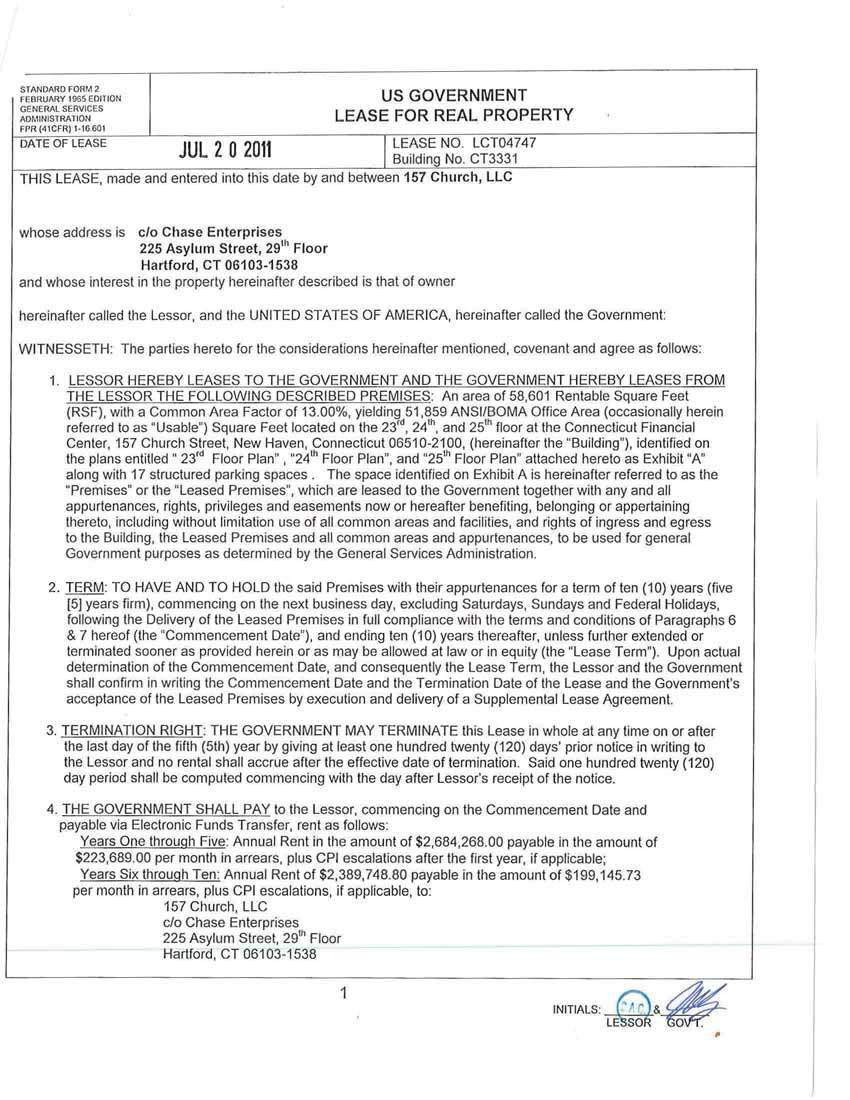 STANDARD FORM 2
FEBRUARY 1965 EDITION
GENERAL SERVICES
ADMINISTRATION
FPR (41CFR) 1-16.601
US GOVERNMENT
LEASE FOR REAL PROPERTY
DATE OF LEASE
JUL 20 2011
LEASE NO. LCT04747
Building No. CT3331
THIS LEASE, made and entered into this date by and between 157 Church, LLC
whose address is c/o Chase Enterprises
225 Asylum Street, 29th Floor
Hartford, CT 06103-1538
and whose interest in the property hereinafter described is that of owner
hereinafter called the Lessor, and the UNITED STATES OF AMERICA, hereinafter called the Government:
WITNESSETH: The parties hereto for the considerations hereinafter mentioned, covenant and agree as follows:
1. LESSOR HEREBY LEASES TO THE GOVERNMENT AND THE GOVERNMENT HEREBY LEASES FROM
THE LESSOR THE FOLLOWING DESCRIBED PREMISES: An area of 58,601 Rentable Square Feet
(RSF), with a Common Area Factor of 13.00%, yielding 51,859 ANSI/BOMA Office Area (occasionally herein
referred to as "Usable") Square Feet located on the 23rd, 24th, and 25th floor at the Connecticut Financial
Center, 157 Church Street, New Haven, Connecticut 06510-2100, (hereinafter the "Building"), identified on
the plans entitled " 23rd Floor Plan" , "24th Floor Plan", and "25th Floor Plan" attached hereto as Exhibit "A"
along with 17 structured parking spaces . The space identified on Exhibit A is hereinafter referred to as the
"Premises" or the "Leased Premises", which are leased to the Government together with any and all
appurtenances, rights, privileges and easements now or hereafter benefiting, belonging or appertaining
thereto, including without limitation use of all common areas and facilities, and rights of ingress and egress
to the Building, the Leased Premises and all common areas and appurtenances, to be used for general
Government purposes as determined by the General Services Administration.
2. TERM: TO HAVE AND TO HOLD the said Premises with their appurtenances for a term of ten (10) years (five
[5] years firm), commencing on the next business day, excluding Saturdays, Sundays and Federal Holidays,
following the Delivery of the Leased Premises in full compliance with the terms and conditions of Paragraphs 6
& 7 hereof (the "Commencement Date"), and ending ten (10) years thereafter, unless further extended or
terminated sooner as provided herein or as may be allowed at law or in equity (the "Lease Term"). Upon actual
determination of the Commencement Date, and consequently the Lease Term, the Lessor and the Government
shall confirm in writing the Commencement Date and the Termination Date of the Lease and the Government's
acceptance of the Leased Premises by execution and delivery of a Supplemental Lease Agreement.
3. TERMINATION RIGHT: THE GOVERNMENT MAY TERMINATE this Lease in whole at any time on or after
the last day of the fifth (5th) year by giving at least one hundred twenty (120) days' prior notice in writing to
the Lessor and no rental shall accrue after the effective date of termination. Said one hundred twenty (120)
day period shall be computed commencing with the day after Lessor's receipt of the notice.
4. THE GOVERNMENT SHALL PAY to the Lessor, commencing on the Commencement Date and
payable via Electronic Funds Transfer, rent as follows:
Years One through Five: Annual Rent in the amount of $2,684,268.00 payable in the amount of
$223,689.00 per month in arrears, plus CPI escalations after the first year, if applicable;
Years Six through Ten: Annual Rent of $2,389,748.80 payable in the amount of $199,145.73
per month in arrears, plus CPI escalations, if applicable, to:
157 Church, LLC
c/o Chase Enterprises
225 Asylum Street, 29th Floor
Hartford, CT 06103-1538
1
INITIALS: &
LESSOR GOV'T.